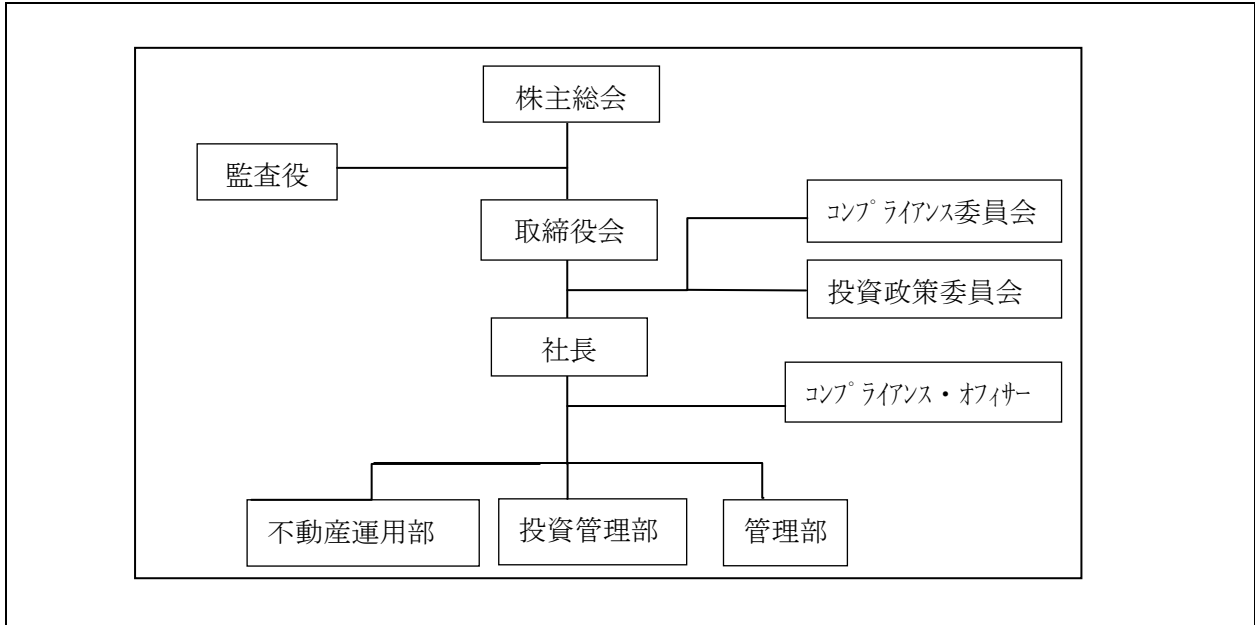 株主総会
監査役
取締役会
ｺﾝﾌﾟﾗｲｱﾝｽ委員会
投資政策委員会
社長
ｺﾝﾌﾟﾗｲｱﾝｽ・ｵﾌｨｻｰ
不動産運用部
投資管理部
管理部